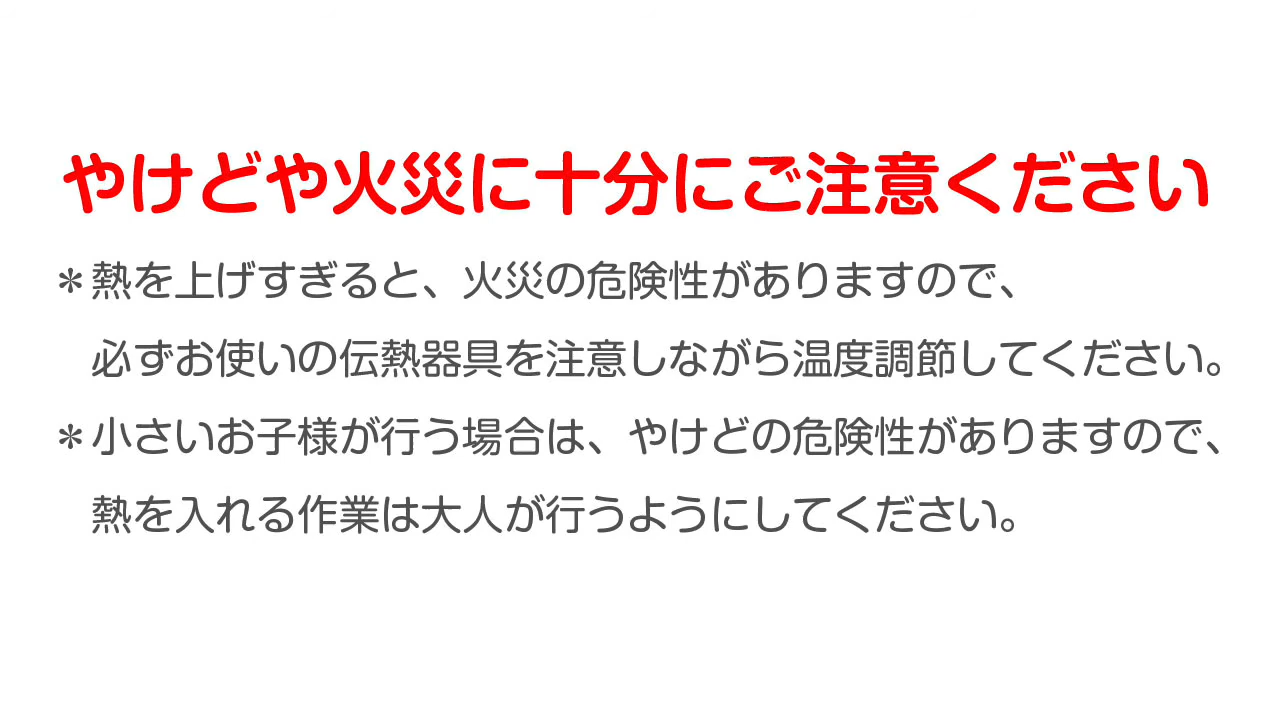 やけどや火災に十分にご注意ください
＊熱を上げすぎると、火災の危険性がありますので、
必ずお使いの伝熱器具を注意しながら温度調節してください。
＊小さいお子様が行う場合は、やけどの危険性がありますので、
熱を入れる作業は大人が行うようにしてください。